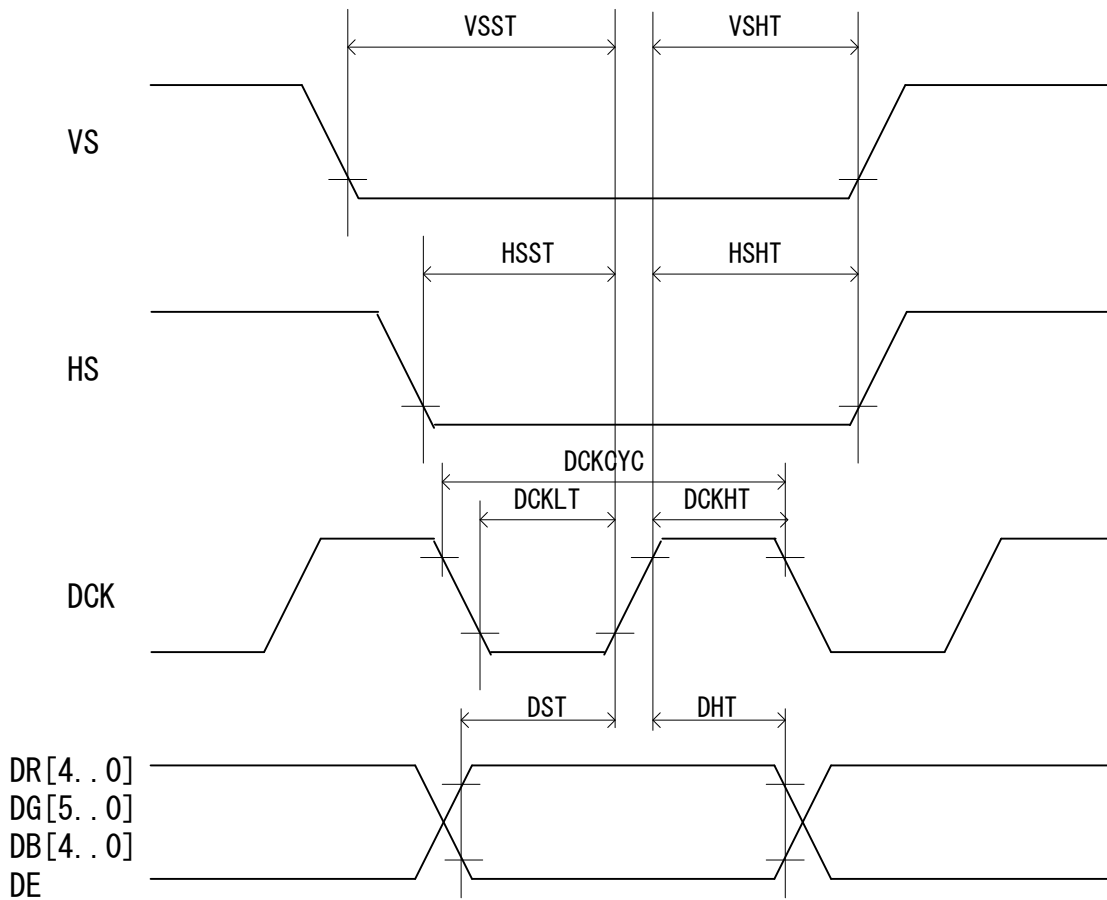 VSST VSHT
VS
HSST HSHT
HS
DCKCYC
DCKLT DCKHT
DCK
DST DHT
DR[4..0]
DG[5..0]
DB[4..0]
DE